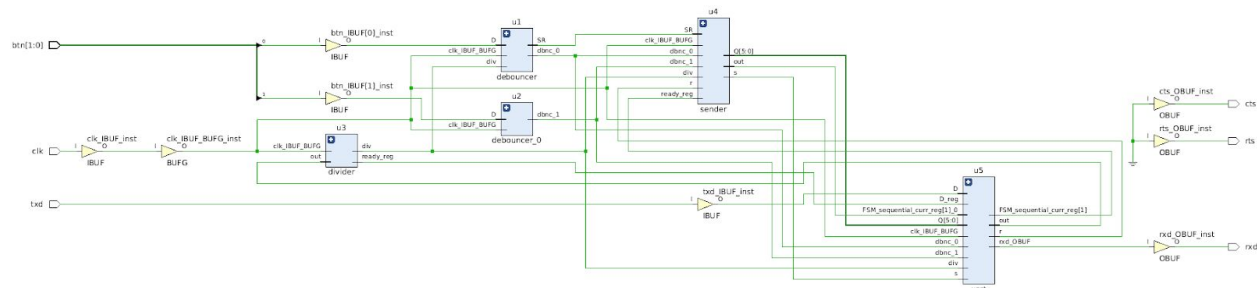 btn[1:0]
0
1
I
btn_IBUF[0]_inst
O
IBUF
I
btn_IBUF[1]_inst
O
IBUF
u1
D
clk_IBUF_BUFG
div
SR
dbnc_0
debouncer
u2
D
clk_IBUF_BUFG
dbnc_1
debouncer_0
clk
I
clk_IBUF_inst
O
IBUF
I
clk_IBUF_BUFG_inst
O
BUFG
u3
clk_IBUF_BUFG
out
div
ready_reg
divider
u4
SR
clk_IBUF_BUFG
dbnc_0
dbnc_1
div
r
ready_reg
Q[5:0]
out
s
sender
txd
I
txd_IBUF_inst
O
IBUF
u5
D
D_reg
FSM_sequential_curr_reg[1]_0
Q[5:0]
clk_IBUF_BUFG
dbnc_0
dbnc_1
div
s
FSM_sequential_curr_reg[1]
out
r
rxd_OBUF
I
cts_OBUF_inst
O
OBUF
cts
I
rts_OBUF_inst
O
OBUF
rts
I
rxd_OBUF_inst
O
OBUF
rxd